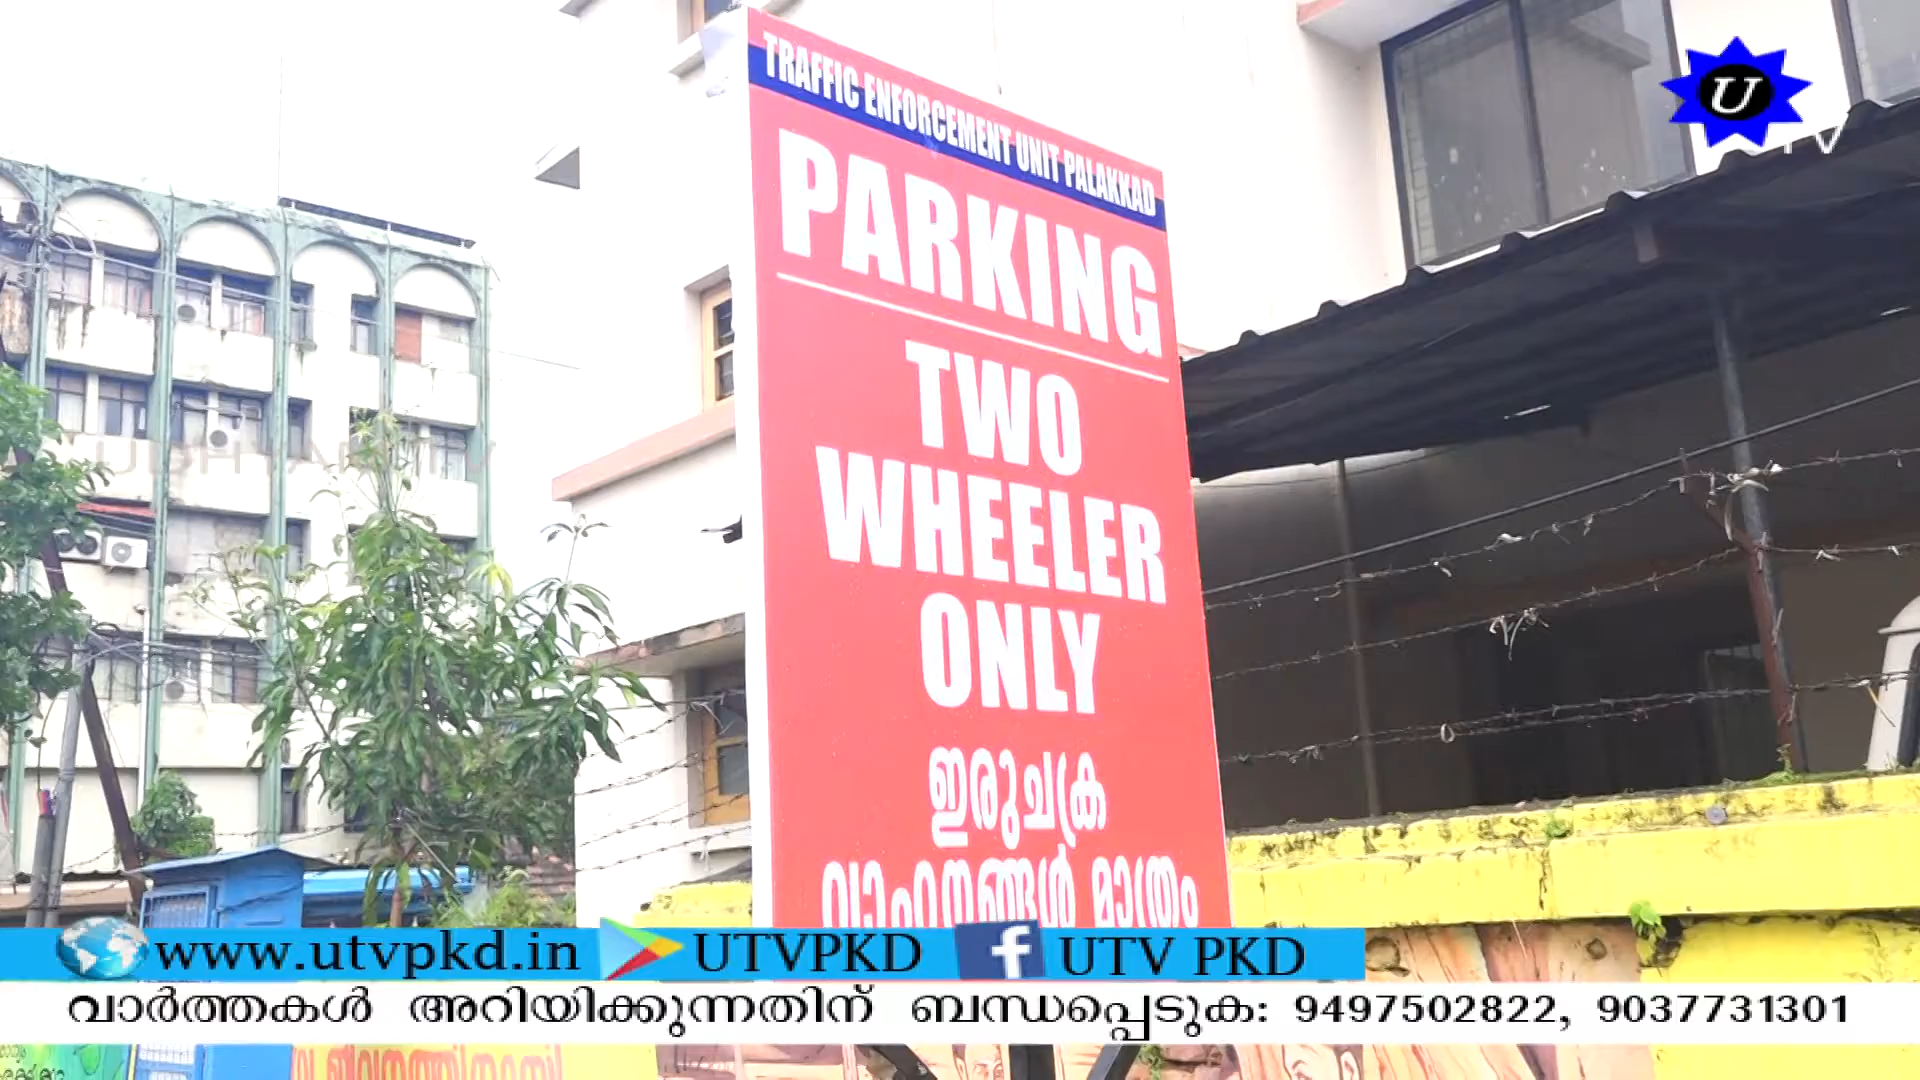 TRAFFIC ENFORCEMENT UNIT PALAKKAD
PARKING
TWO
WHEELER
ONLY
ഇരുചക്ര
വാഹനങ്ങൾ മാത്രം
U
TV
www.utvpkd.in UTVPKD UTV PKD
വാർത്തകൾ അറിയിക്കുന്നതിന് ബന്ധപ്പെടുക: 9497502822, 9037731301